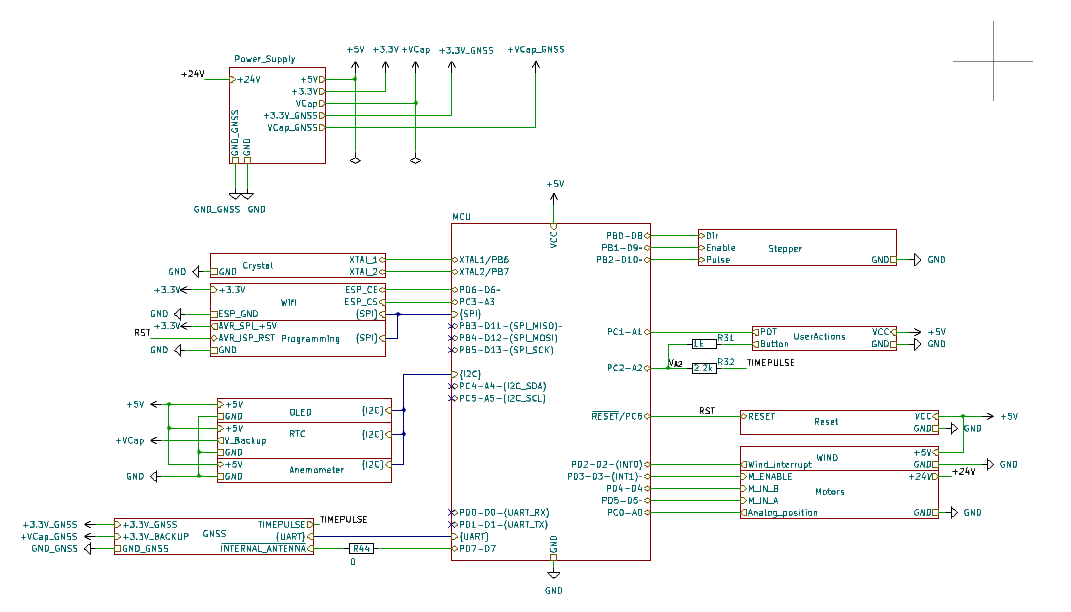 +5V +3.3V +VCap +3.3V_GNSS +VCap_GNSS
Power_Supply
+24V
+24V +5V
+3.3V
VCap
+3.3V_GNSS
VCap_GNSS
GND_GNSS
GND
GND_GNSS GND
+5V
MCU
VCC
PB0-D8
PB1-D9-
PB2-D10-
Dir
Enable
Pulse
Stepper
GND
GND
Crystal
XTAL_1
XTAL_2
GND
GND
XTAL1/PB6
XTAL2/PB7
+3.3V
+3.3V
Wifi
ESP_CE
ESP_CS
GND
ESP_GND
{SPI}
PD6-D6-
PC3-A3
{SPI}
+3.3V
AVR_SPI_+5V
RST
AVR_ISP_RST
Programming
{SPI}
GND
GND
PB3-D11-(SPI_MISO)-
PB4-D12-(SPI_MOSI)
PB5-D13-(SPI_SCK)
PC1-A1
POT
VCC
+5V
R31
1k
Button
UserActions
GND
GND
PC2-A2
VA2
2.2k
R32
TIMEPULSE
{I2C}
PC4-A4-(I2C_SDA)
PC5-A5-(I2C_SCL)
+5V
+5V
OLED
{I2C}
GND
+5V
RTC
{I2C}
+VCap
V_Backup
GND
+5V
Anemometer
{I2C}
GND
GND
RESET/PC6
RST
RESET
Reset
VCC
+5V
GND
GND
WIND
+5V
PD2-D2-(INT0)
Wind_interrupt
GND
GND
PD3-D3-(INT1)-
M_ENABLE
+24V
+24V
PD4-D4
M_IN_B
Motors
PD5-D5-
M_IN_A
PC0-A0
Analog_position
GND
GND
PD0-D0-(UART_RX)
PD1-D1-(UART_TX)
{UART}
PD7-D7
+3.3V_GNSS
+3.3V_GNSS
TIMEPULSE
TIMEPULSE
+VCap_GNSS
+3.3V_BACKUP
GNSS
{UART}
GND_GNSS
GND_GNSS
INTERNAL_ANTENNA
R44
0
GND
GND